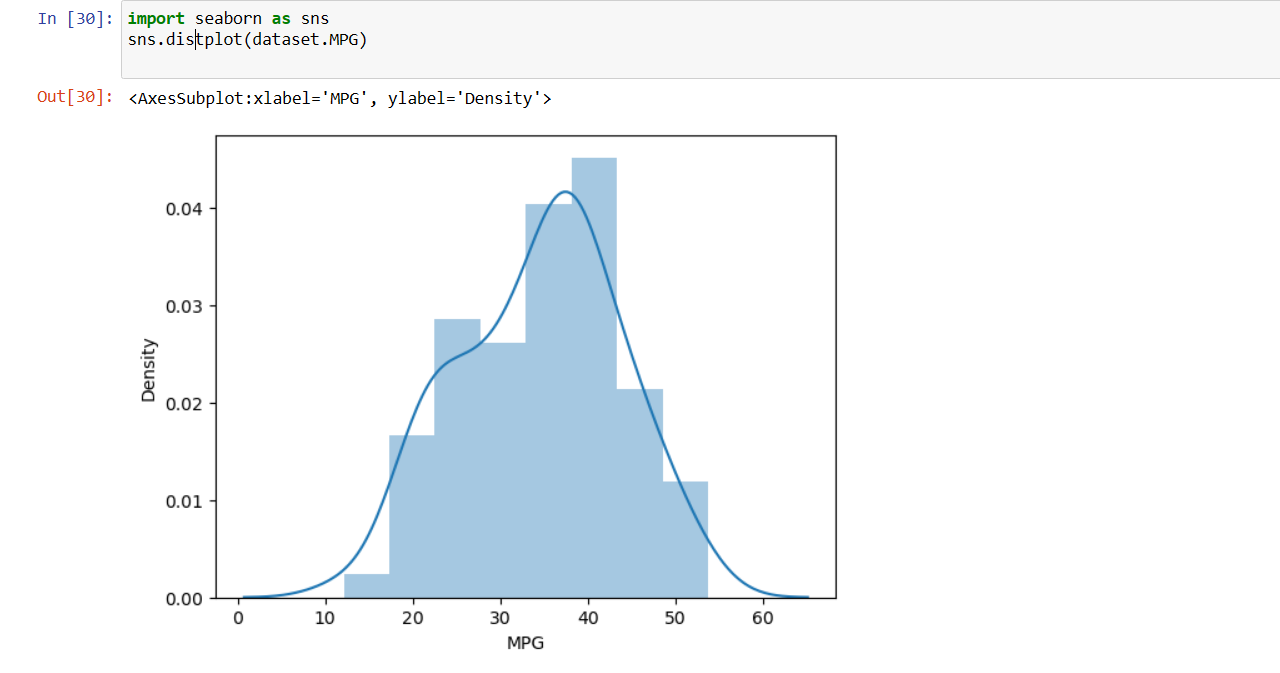 In [30]: import seaborn as sns
sns.distplot(dataset.MPG)
Out[30]: <AxesSubplot:xlabel='MPG', ylabel='Density'>
0.04
0.03
0.02
0.01
0.00
Density
0 10 20 30 40 50 60
MPG